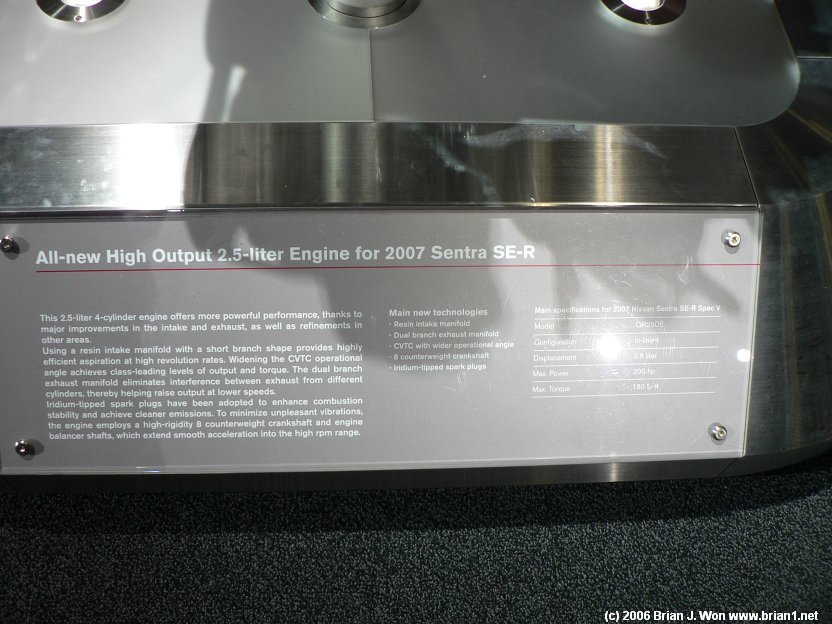 All-new High Output 2.5-liter Engine for 2007 Sentra SE-R
This 2.5-liter 4-cylinder engine offers more powerful performance, thanks to
major improvements in the intake and exhaust, as well as refinements in
other areas.
Using a resin intake manifold with a short branch shape provides highly
efficient aspiration at high revolution rates. Widening the CVTC operational
angle achieves class-leading levels of output and torque. The dual branch
exhaust manifold eliminates interference between exhaust from different
cylinders, thereby helping raise output at lower speeds.
Iridium-tipped spark plugs have been adopted to enhance combustion
stability and achieve cleaner emissions. To minimize unpleasant vibrations,
the engine employs a high-rigidity 8 counterweight crankshaft and engine
balancer shafts, which extend smooth acceleration into the high rpm range.
Main new technologies
· Resin intake manifold
· Dual branch exhaust manifold
· CVTC with wider operational angle
· 8 counterweight crankshaft
· Iridium-tipped spark plugs
Main specifications for 2007 Nissan Sentra SE-R Spec V
Model QR25DE
Configuration In-line 4
Displacement 2.5 liter
Max. Power 200 hp
Max. Torque 180 lb-ft
(c) 2006 Brian J. Won www.brian1.net